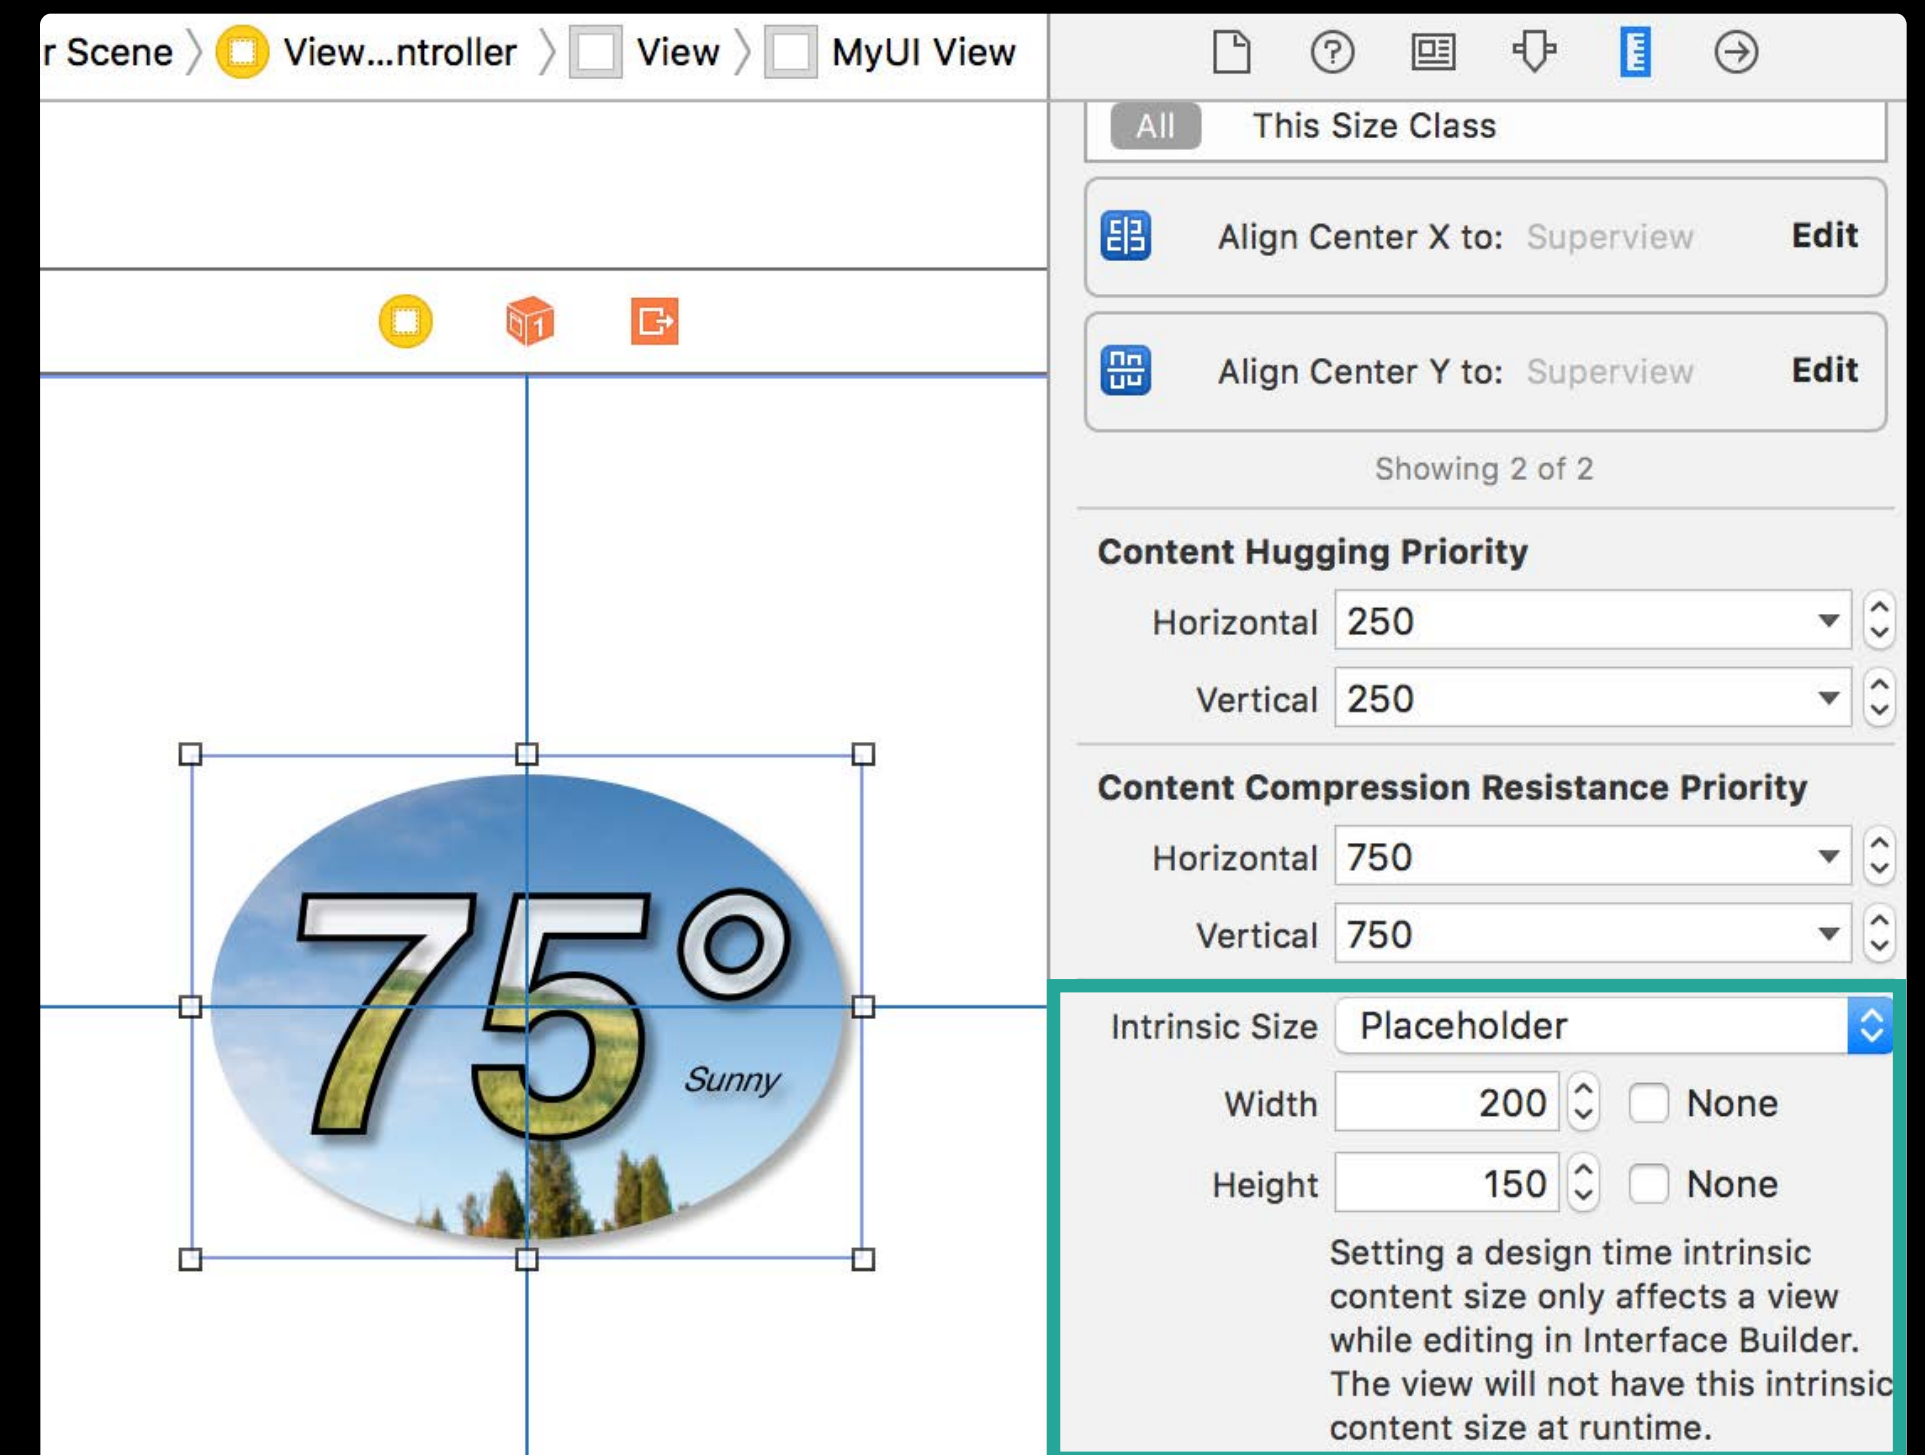 r Scene 〉 View...ntroller 〉 View 〉 MyUI View
All This Size Class
Align Center X to: Superview Edit
Align Center Y to: Superview Edit
Showing 2 of 2
Content Hugging Priority
Horizontal 250
Vertical 250
Content Compression Resistance Priority
Horizontal 750
Vertical 750
Intrinsic Size Placeholder
Width 200 None
Height 150 None
Setting a design time intrinsic
content size only affects a view
while editing in Interface Builder.
The view will not have this intrinsic
content size at runtime.
1
75°
Sunny